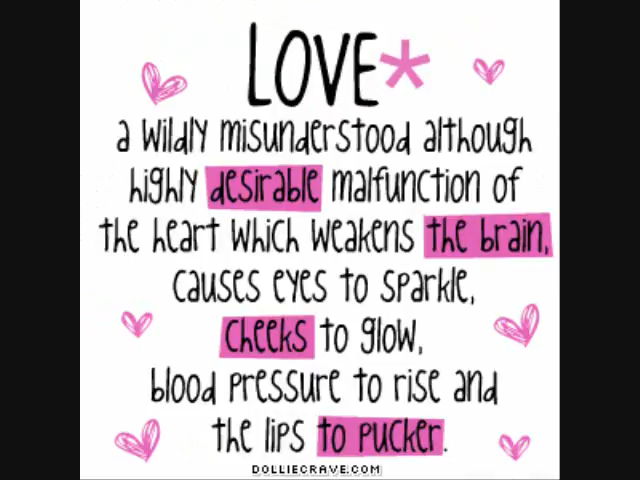 LOVE*
a wildly misunderstood although
highly desirable malfunction of
the heart which weakens the brain,
causes eyes to sparkle,
cheeks to glow,
blood pressure to rise and
the lips to pucker.
DOLLIECRAVE.COM